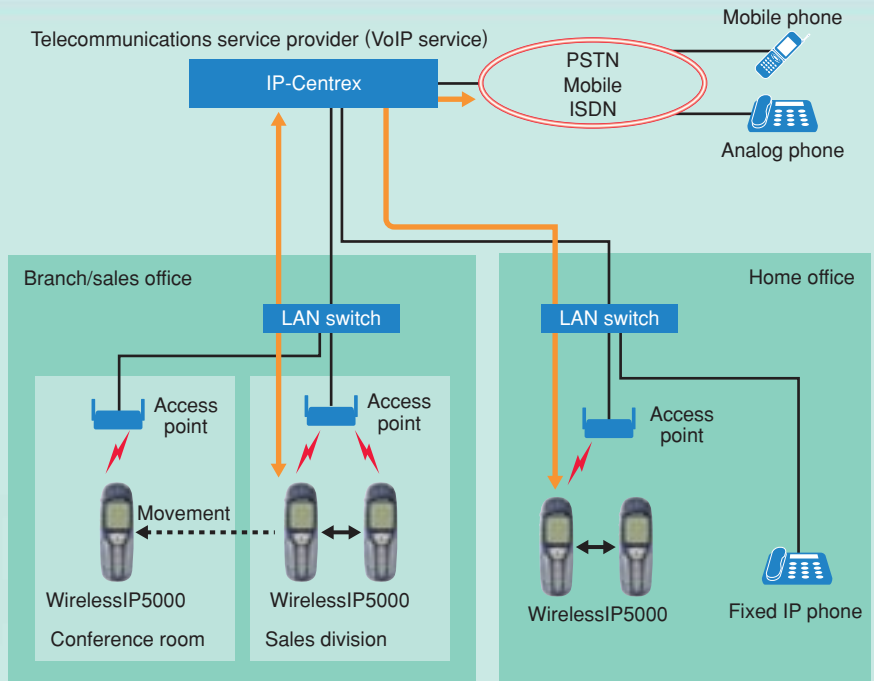 Mobile phone
Telecommunications service provider (VoIP service)
IP-Centrex
PSTN
Mobile
ISDN
Analog phone
Branch/sales office
Home office
LAN switch
LAN switch
Access
point
Access
point
Access
point
Movement
WirelessIP5000
WirelessIP5000
WirelessIP5000
Fixed IP phone
Conference room
Sales division